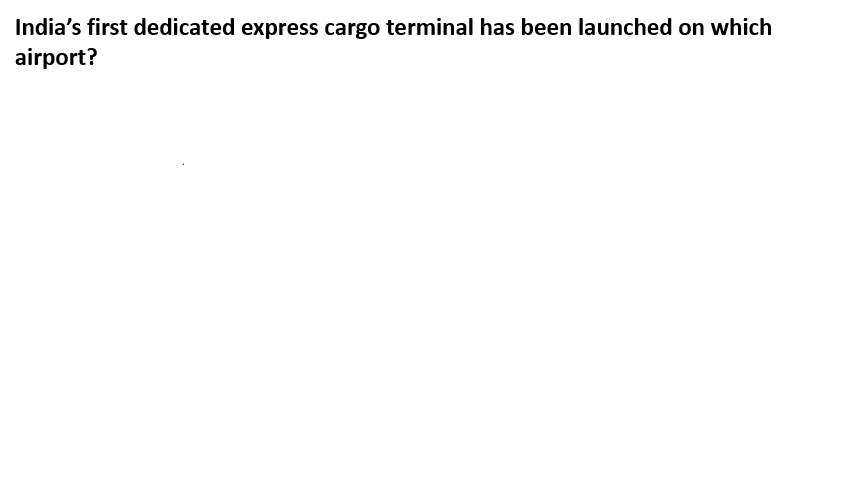 India’s first dedicated express cargo terminal has been launched on which
airport?